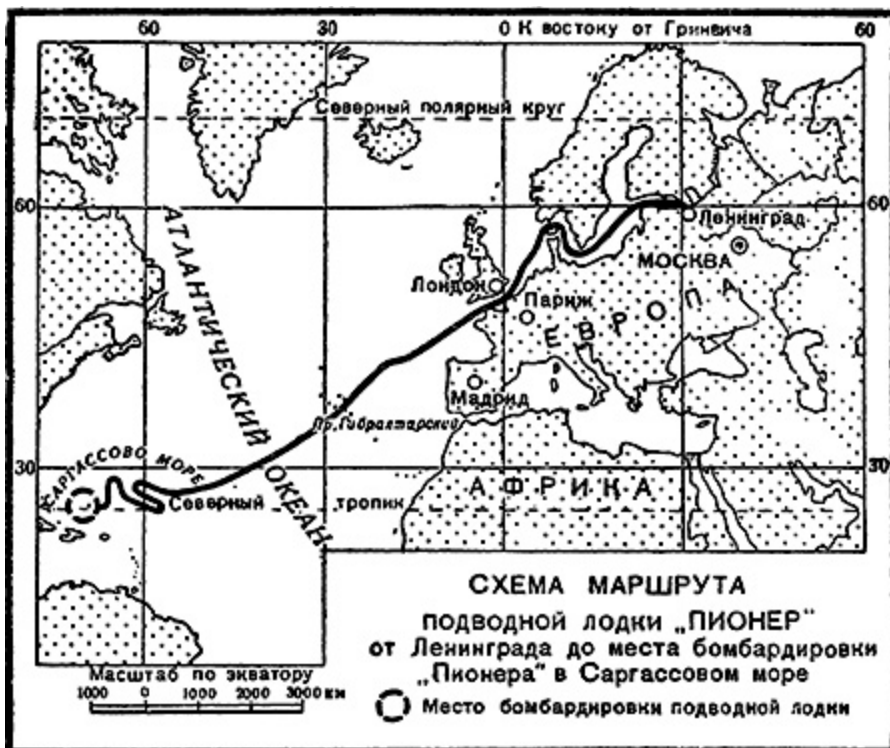 60 30 0 К востоку от Гринвича 60
Северный полярный круг
60 60
Ленинград
МОСКВА
Лондон
Париж
ЕВРОПА
АТЛАНТИЧЕСКИЙ ОКЕАН
Мадрид
Пр. Гибралтарский
30 30
САРГАССОВО МОРЕ
АФРИКА
Северный тропик
СХЕМА МАРШРУТА
ПОДВОДНОЙ ЛОДКИ „ПИОНЕР"
от Ленинграда до места бомбардировки
„Пионера" в Саргассовом море
Масштаб по экватору
1000 0 1000 2000 3000 км
Место бомбардировки подводной лодки